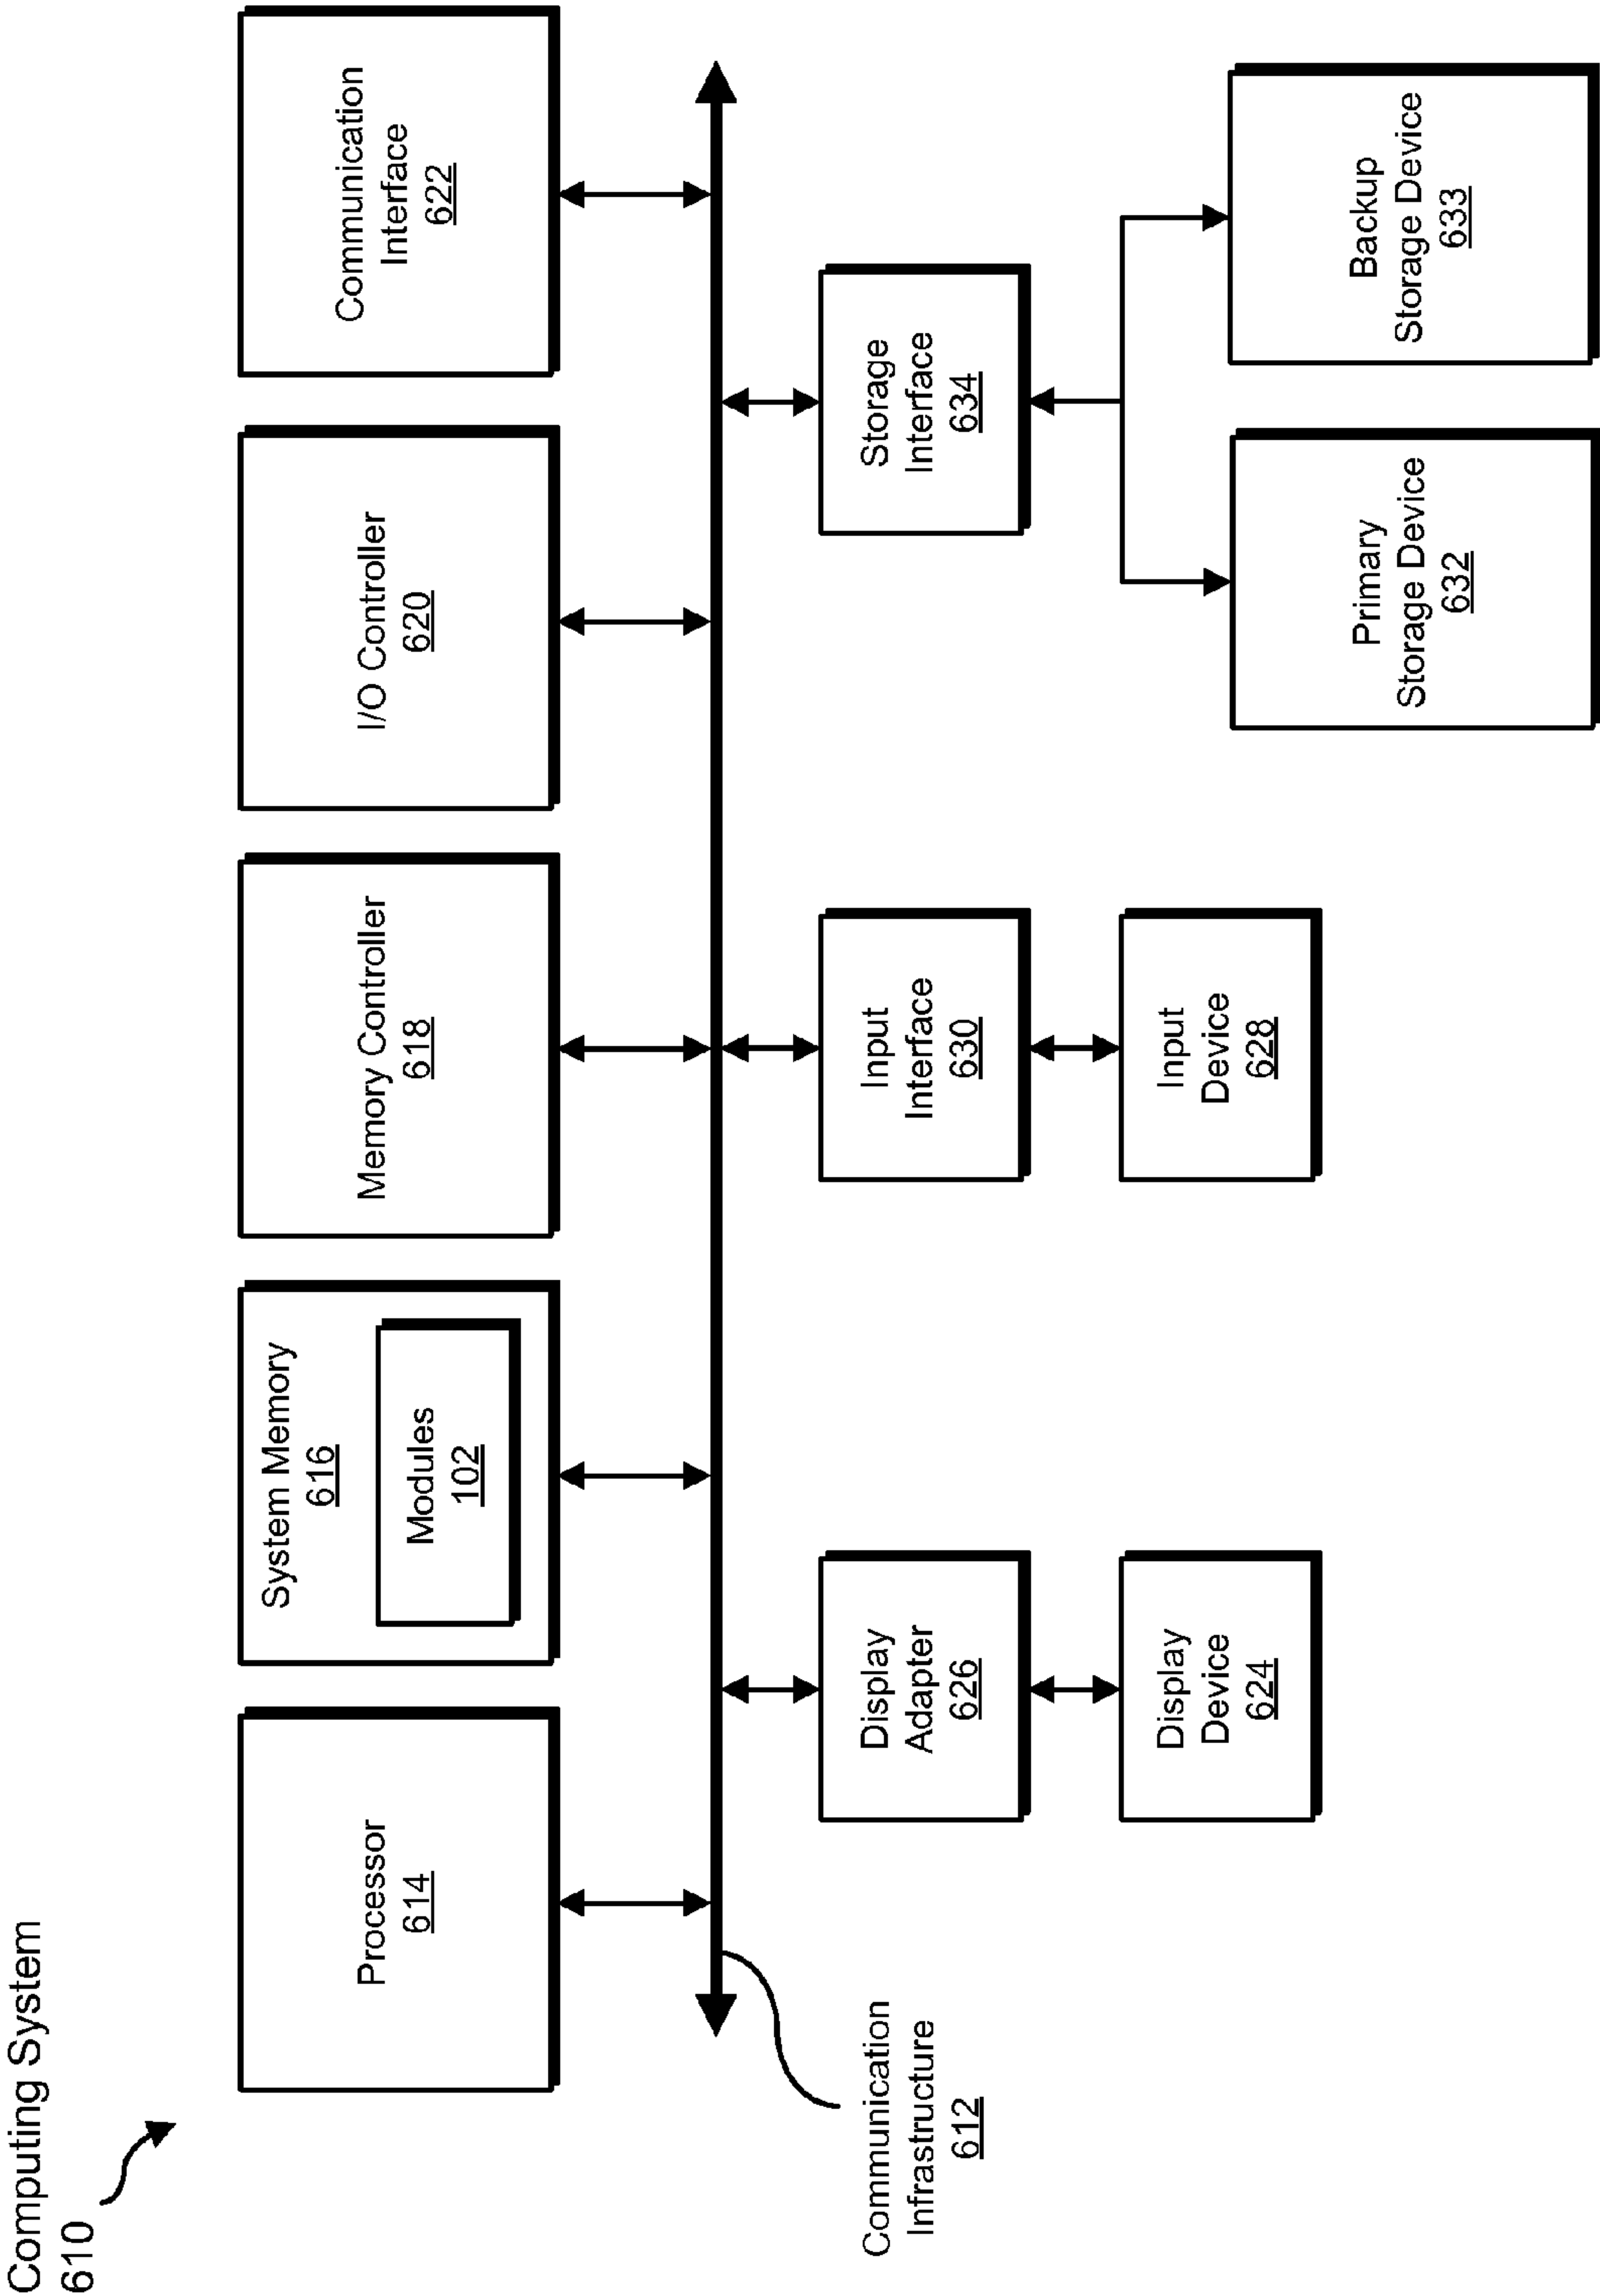 Computing System
610
Processor
614
System Memory
616
Modules
102
Memory Controller
618
I/O Controller
620
Communication
Interface
622
Communication
Infrastructure
612
Display
Adapter
626
Input
Interface
630
Storage
Interface
634
Display
Device
624
Input
Device
628
Primary
Storage Device
632
Backup
Storage Device
633